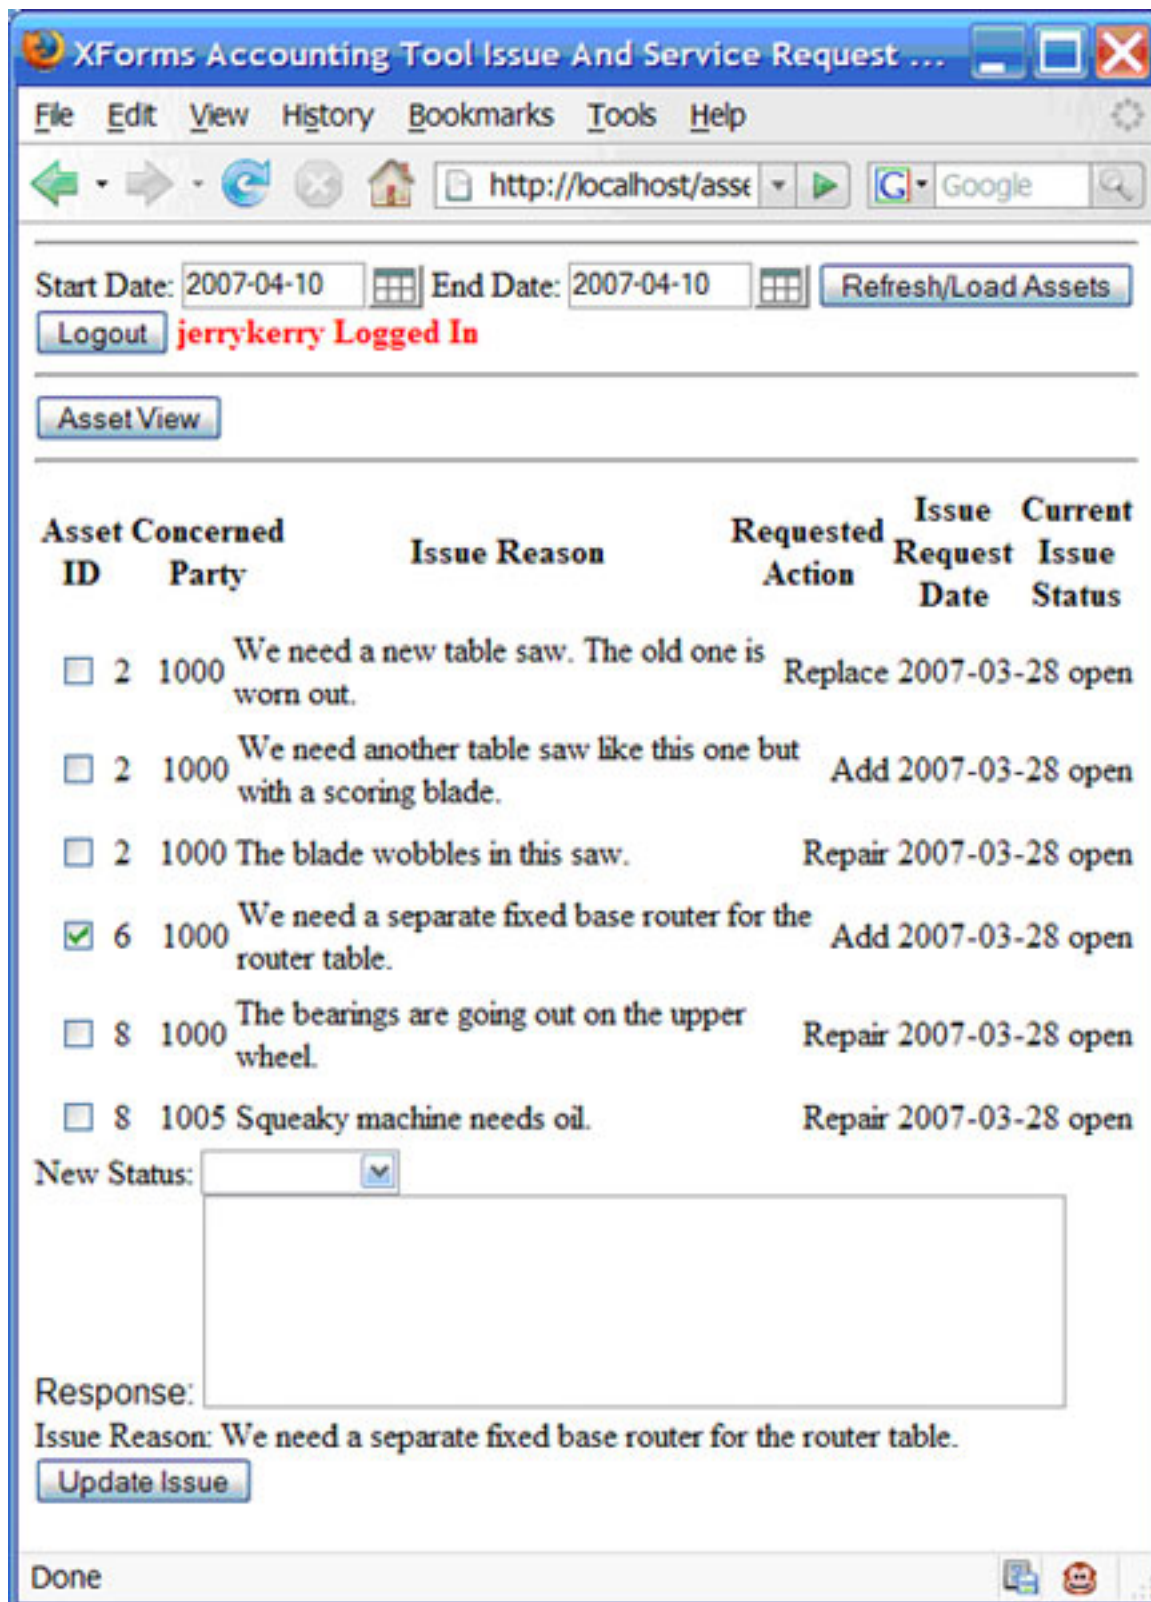 XForms Accounting Tool Issue And Service Request ...
File Edit View History Bookmarks Tools Help
http://localhost/asse Google
Start Date: 2007-04-10 End Date: 2007-04-10 Refresh/Load Assets
Logout jerrykerry Logged In
Asset View
Asset ID Concerned Party Issue Reason Requested Action Issue Request Date Current Issue Status
2 1000 We need a new table saw. The old one is worn out. Replace 2007-03-28 open
2 1000 We need another table saw like this one but with a scoring blade. Add 2007-03-28 open
2 1000 The blade wobbles in this saw. Repair 2007-03-28 open
6 1000 We need a separate fixed base router for the router table. Add 2007-03-28 open
8 1000 The bearings are going out on the upper wheel. Repair 2007-03-28 open
8 1005 Squeaky machine needs oil. Repair 2007-03-28 open
New Status:
Response:
Issue Reason: We need a separate fixed base router for the router table.
Update Issue
Done